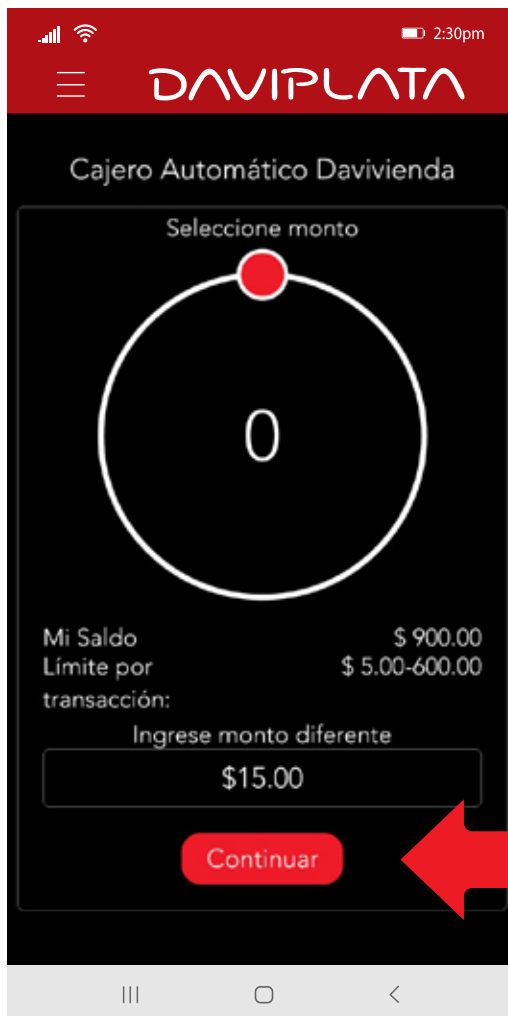 2:30pm
DAVIPLATA
Cajero Automático Davivienda
Seleccione monto
0
Mi Saldo $ 900.00
Límite por $ 5.00-600.00
transacción:
Ingrese monto diferente
$15.00
Continuar